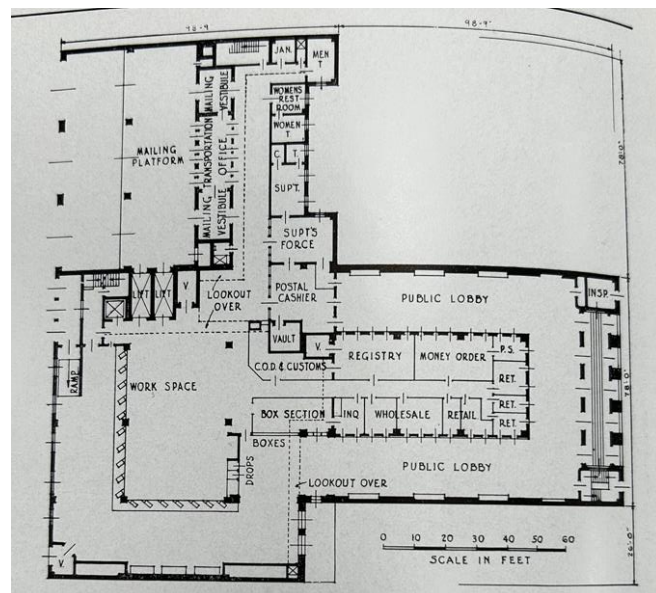 98'-9"
98'-9"
JAN.
MEN
T
WOMENS
REST
ROOM
WOMEN
T
MAILING
VESTIBULE
TRANSPORTATION
OFFICE
MAILING
VESTIBULE
MAILING
PLATFORM
C
T.
SUPT.
SUPT'S
FORCE
LIFT
LIFT
V
LOOKOUT
OVER
POSTAL
CASHIER
PUBLIC LOBBY
INSP.
VAULT
V.
REGISTRY
MONEY ORDER
P.S.
C.O.D. & CUSTOMS
RET.
RAMP
WORK SPACE
BOX SECTION
INQ
WHOLESALE
RETAIL
RET.
RET.
BOXES
DROPS
PUBLIC LOBBY
LOOKOUT OVER
V.
0 10 20 30 40 50 60
SCALE IN FEET